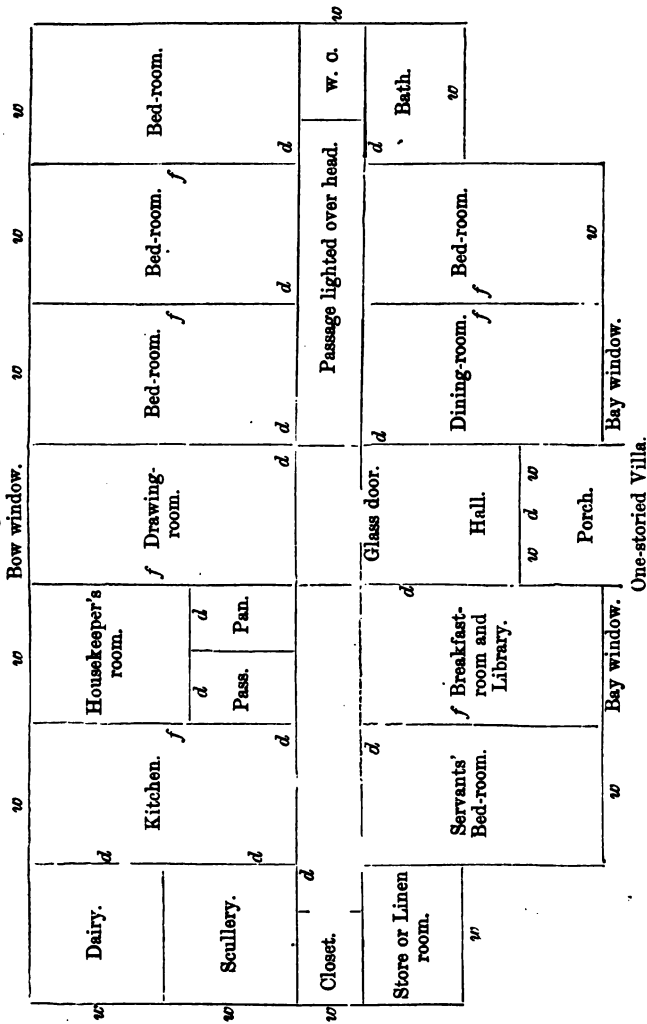 Bow window.
w
w
w
w
w
w
Dairy.
Kitchen.
Housekeeper's
room.
Drawing-
room.
Bed-room.
Bed-room.
Bed-room.
d
f
f
f
f
w
Scullery.
d
d
Pass.
d
Pan.
d
d
d
d
d
w
Closet.
d
Passage lighted over head.
W. C.
w
Store or Linen
room.
d
Servants'
Bed-room.
f
Breakfast-
room and
Library.
d
Glass door.
Hall.
d
Dining-room.
f
f
Bed-room.
d
Bath.
w
w
w
d
w
w
Bay window.
Porch.
Bay window.
w
One-storied Villa.